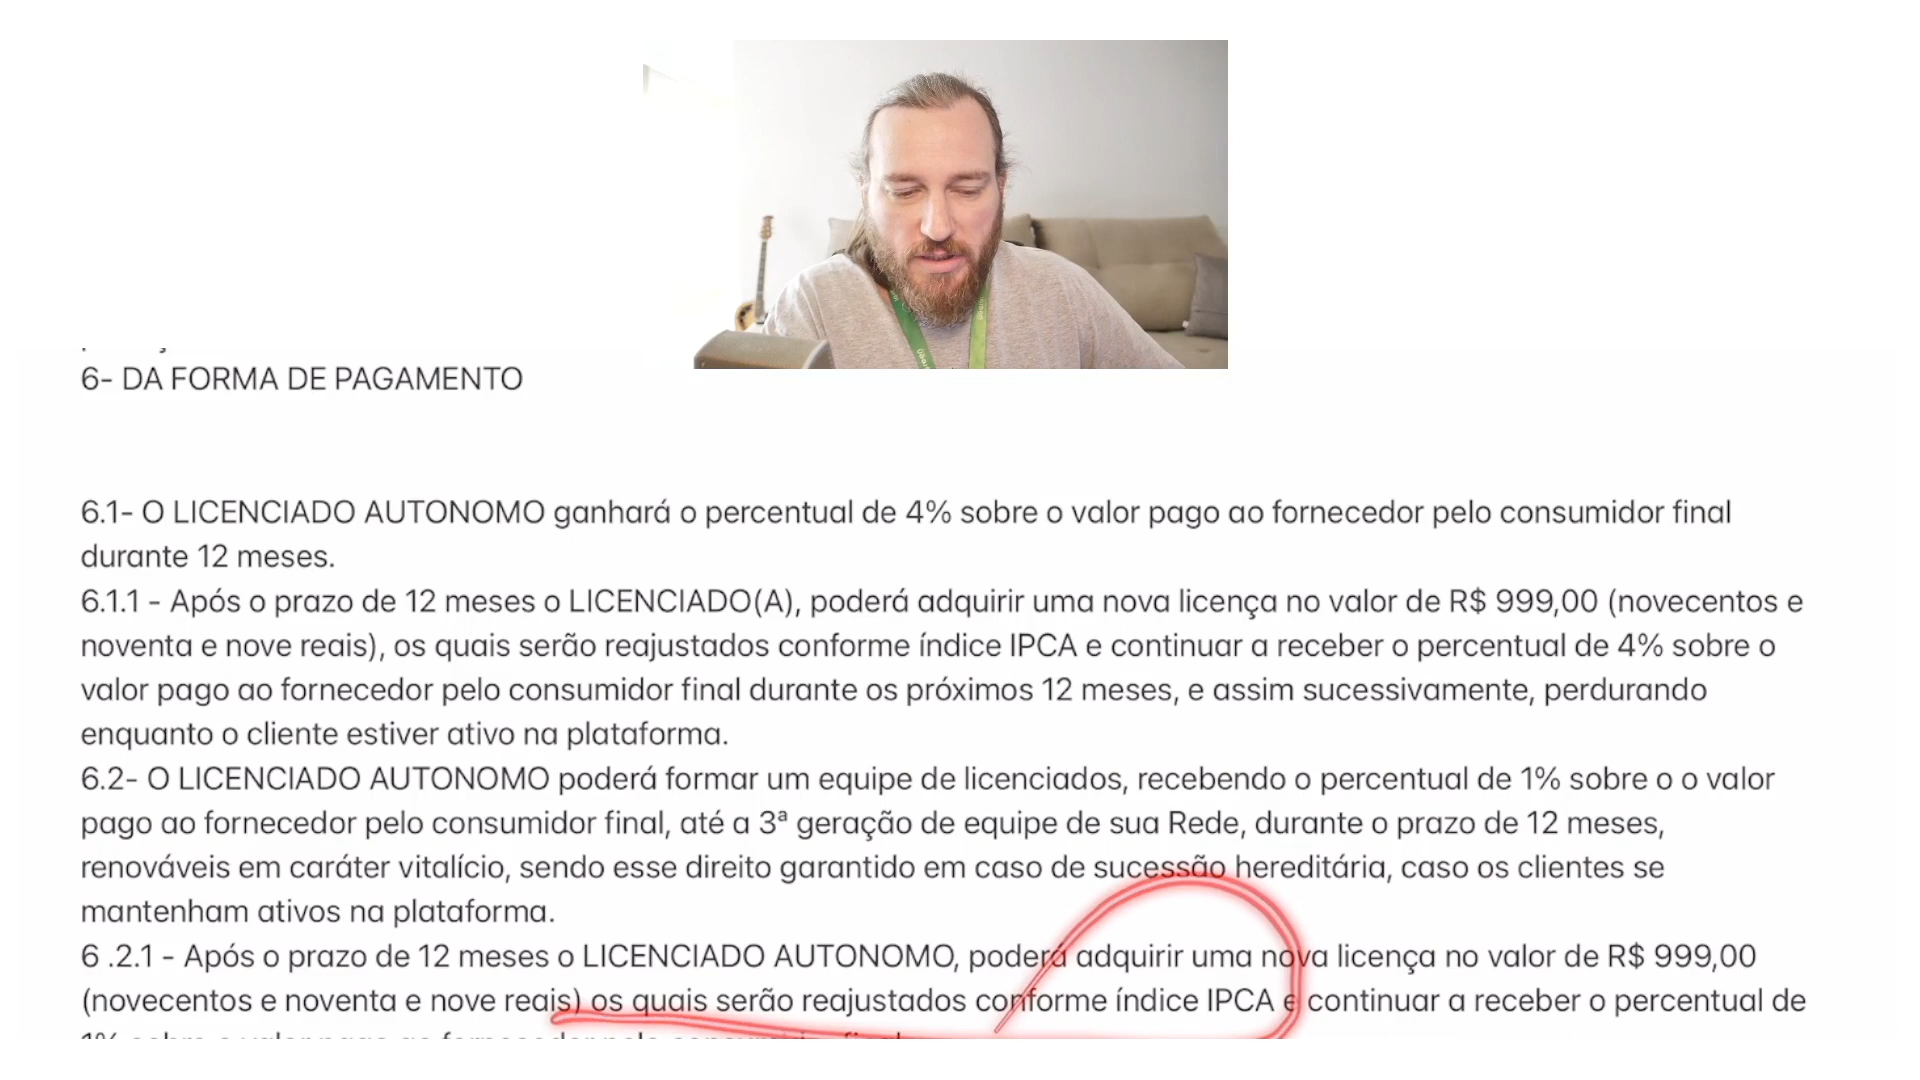 6- DA FORMA DE PAGAMENTO
6.1- O LICENCIADO AUTONOMO ganhará o percentual de 4% sobre o valor pago ao fornecedor pelo consumidor final
durante 12 meses.
6.1.1 - Após o prazo de 12 meses o LICENCIADO(A), poderá adquirir uma nova licença no valor de R$ 999,00 (novecentos e
noventa e nove reais), os quais serão reajustados conforme índice IPCA e continuar a receber o percentual de 4% sobre o
valor pago ao fornecedor pelo consumidor final durante os próximos 12 meses, e assim sucessivamente, perdurando
enquanto o cliente estiver ativo na plataforma.
6.2- O LICENCIADO AUTONOMO poderá formar um equipe de licenciados, recebendo o percentual de 1% sobre o o valor
pago ao fornecedor pelo consumidor final, até a 3ª geração de equipe de sua Rede, durante o prazo de 12 meses,
renováveis em caráter vitalício, sendo esse direito garantido em caso de sucessão hereditária, caso os clientes se
mantenham ativos na plataforma.
6 .2.1 - Após o prazo de 12 meses o LICENCIADO AUTONOMO, poderá adquirir uma nova licença no valor de R$ 999,00
(novecentos e noventa e nove reais) os quais serão reajustados conforme índice IPCA e continuar a receber o percentual de